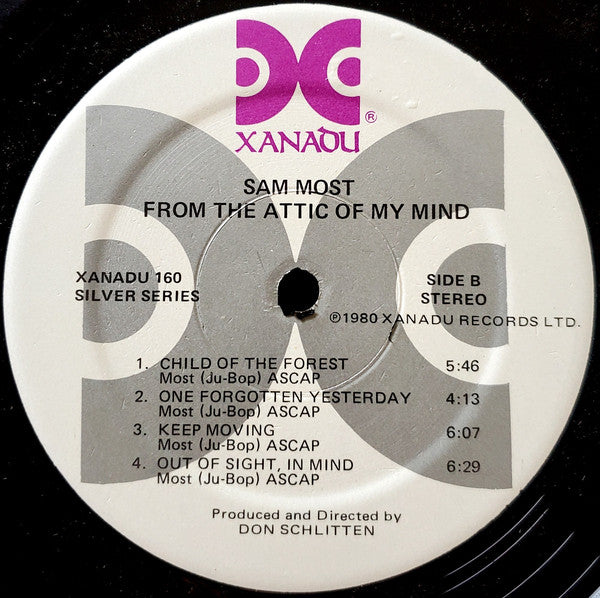 XANADU ®
SAM MOST
FROM THE ATTIC OF MY MIND
XANADU 160
SILVER SERIES
SIDE B
STEREO
℗1980 XANADU RECORDS LTD.
1. CHILD OF THE FOREST 5:46
Most (Ju-Bop) ASCAP
2. ONE FORGOTTEN YESTERDAY 4:13
Most (Ju-Bop) ASCAP
3. KEEP MOVING 6:07
Most (Ju-Bop) ASCAP
4. OUT OF SIGHT, IN MIND 6:29
Most (Ju-Bop) ASCAP
Produced and Directed by
DON SCHLITTEN